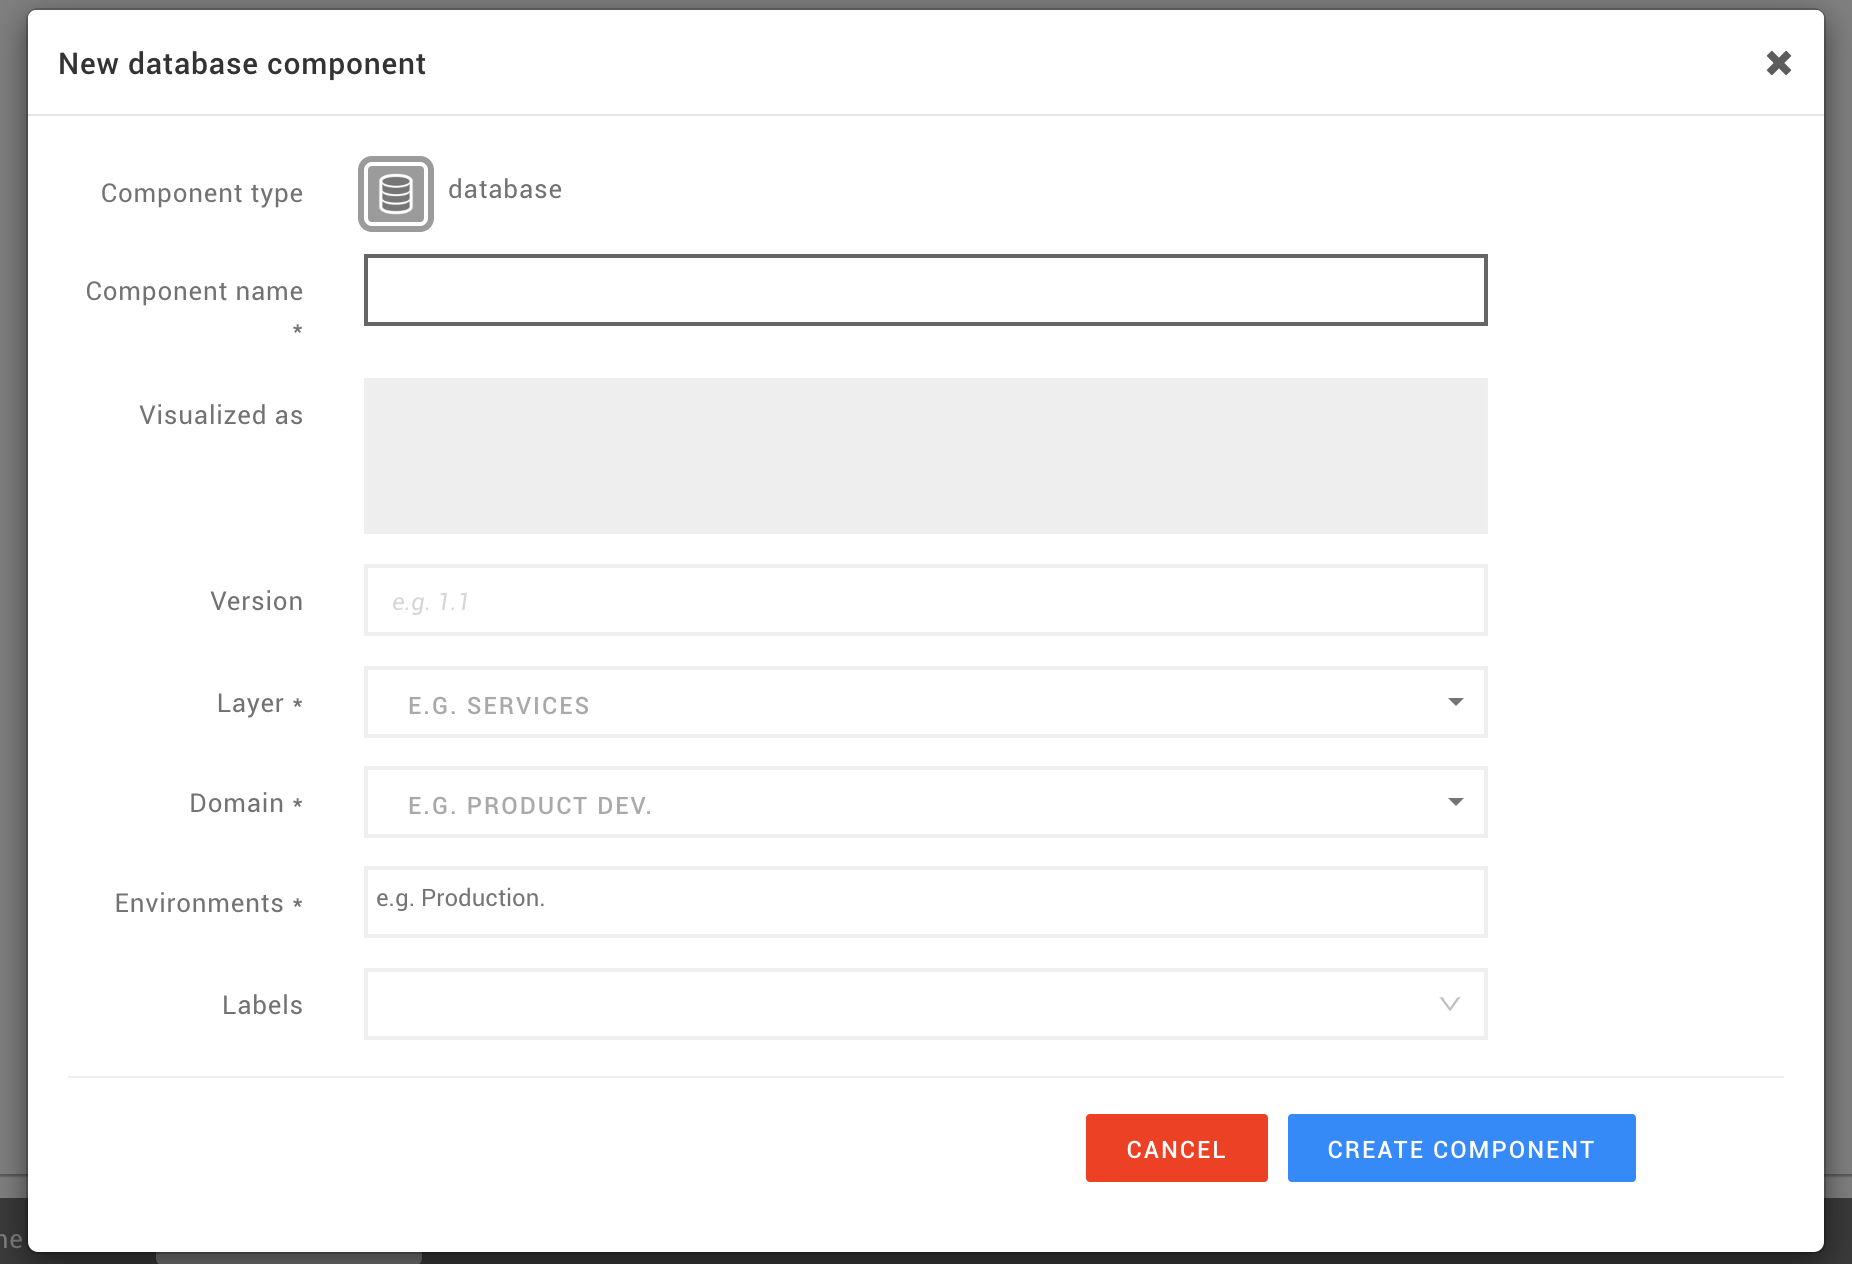 New database component
Component type
database
Component name
*
Visualized as
Version
e.g. 1.1
Layer *
E.G. SERVICES
Domain *
E.G. PRODUCT DEV.
Environments *
e.g. Production.
Labels
CANCEL
CREATE COMPONENT